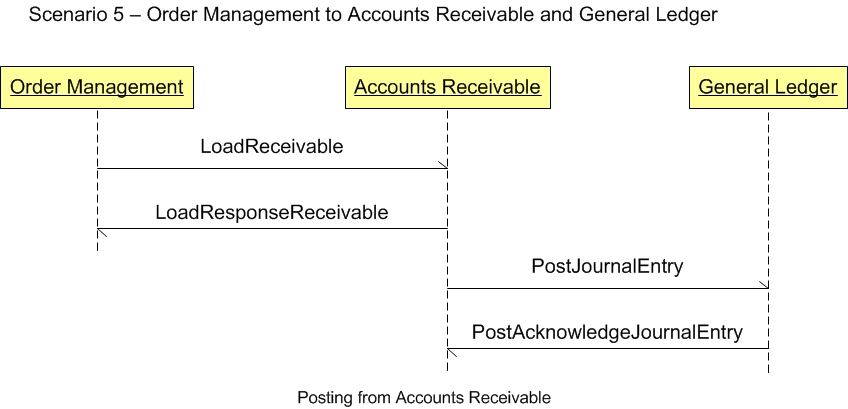 Scenario 5 – Order Management to Accounts Receivable and General Ledger
Order Management
Accounts Receivable
General Ledger
LoadReceivable
LoadResponseReceivable
PostJournalEntry
PostAcknowledgeJournalEntry
Posting from Accounts Receivable